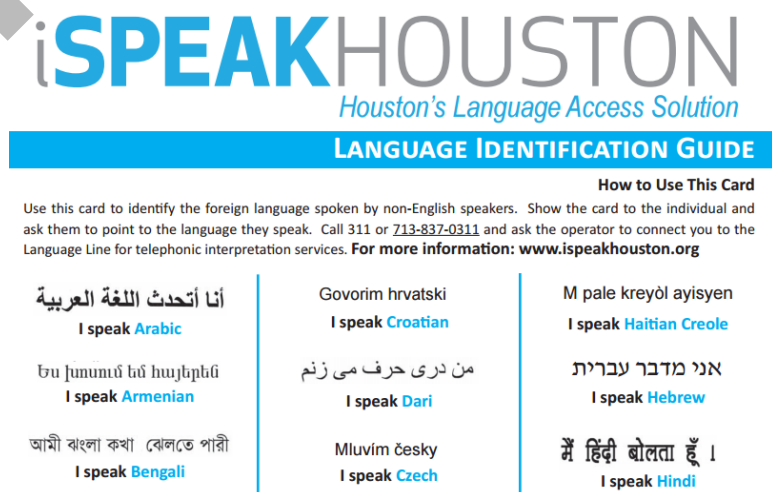 iSPEAKHOUSTON
Houston's Language Access Solution
LANGUAGE IDENTIFICATION GUIDE
How to Use This Card
Use this card to identify the foreign language spoken by non-English speakers. Show the card to the individual and
ask them to point to the language they speak. Call 311 or 713-837-0311 and ask the operator to connect you to the
Language Line for telephonic interpretation services. For more information: www.ispeakhouston.org
أنا أتحدث اللغة العربية
I speak Arabic
Ես խոսում եմ հայերեն
I speak Armenian
আমী ঝংলা কথা ঝেলতে পারী
I speak Bengali
Govorim hrvatski
I speak Croatian
من دری حرف می زنم
I speak Dari
Mluvím česky
I speak Czech
M pale kreyòl ayisyen
I speak Haitian Creole
אני מדבר עברית
I speak Hebrew
मैं हिंदी बोलता हूँ ।
I speak Hindi